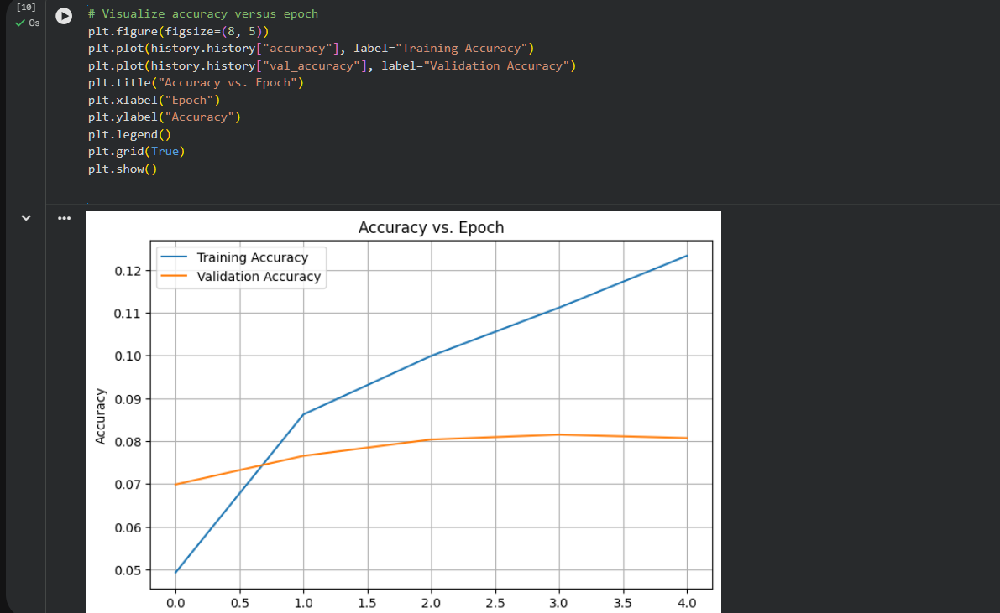 [10]
0s
# Visualize accuracy versus epoch
plt.figure(figsize=(8, 5))
plt.plot(history.history["accuracy"], label="Training Accuracy")
plt.plot(history.history["val_accuracy"], label="Validation Accuracy")
plt.title("Accuracy vs. Epoch")
plt.xlabel("Epoch")
plt.ylabel("Accuracy")
plt.legend()
plt.grid(True)
plt.show()
Accuracy vs. Epoch
Training Accuracy
Validation Accuracy
0.12
0.11
0.10
0.09
0.08
0.07
0.06
0.05
Accuracy
0.0 0.5 1.0 1.5 2.0 2.5 3.0 3.5 4.0